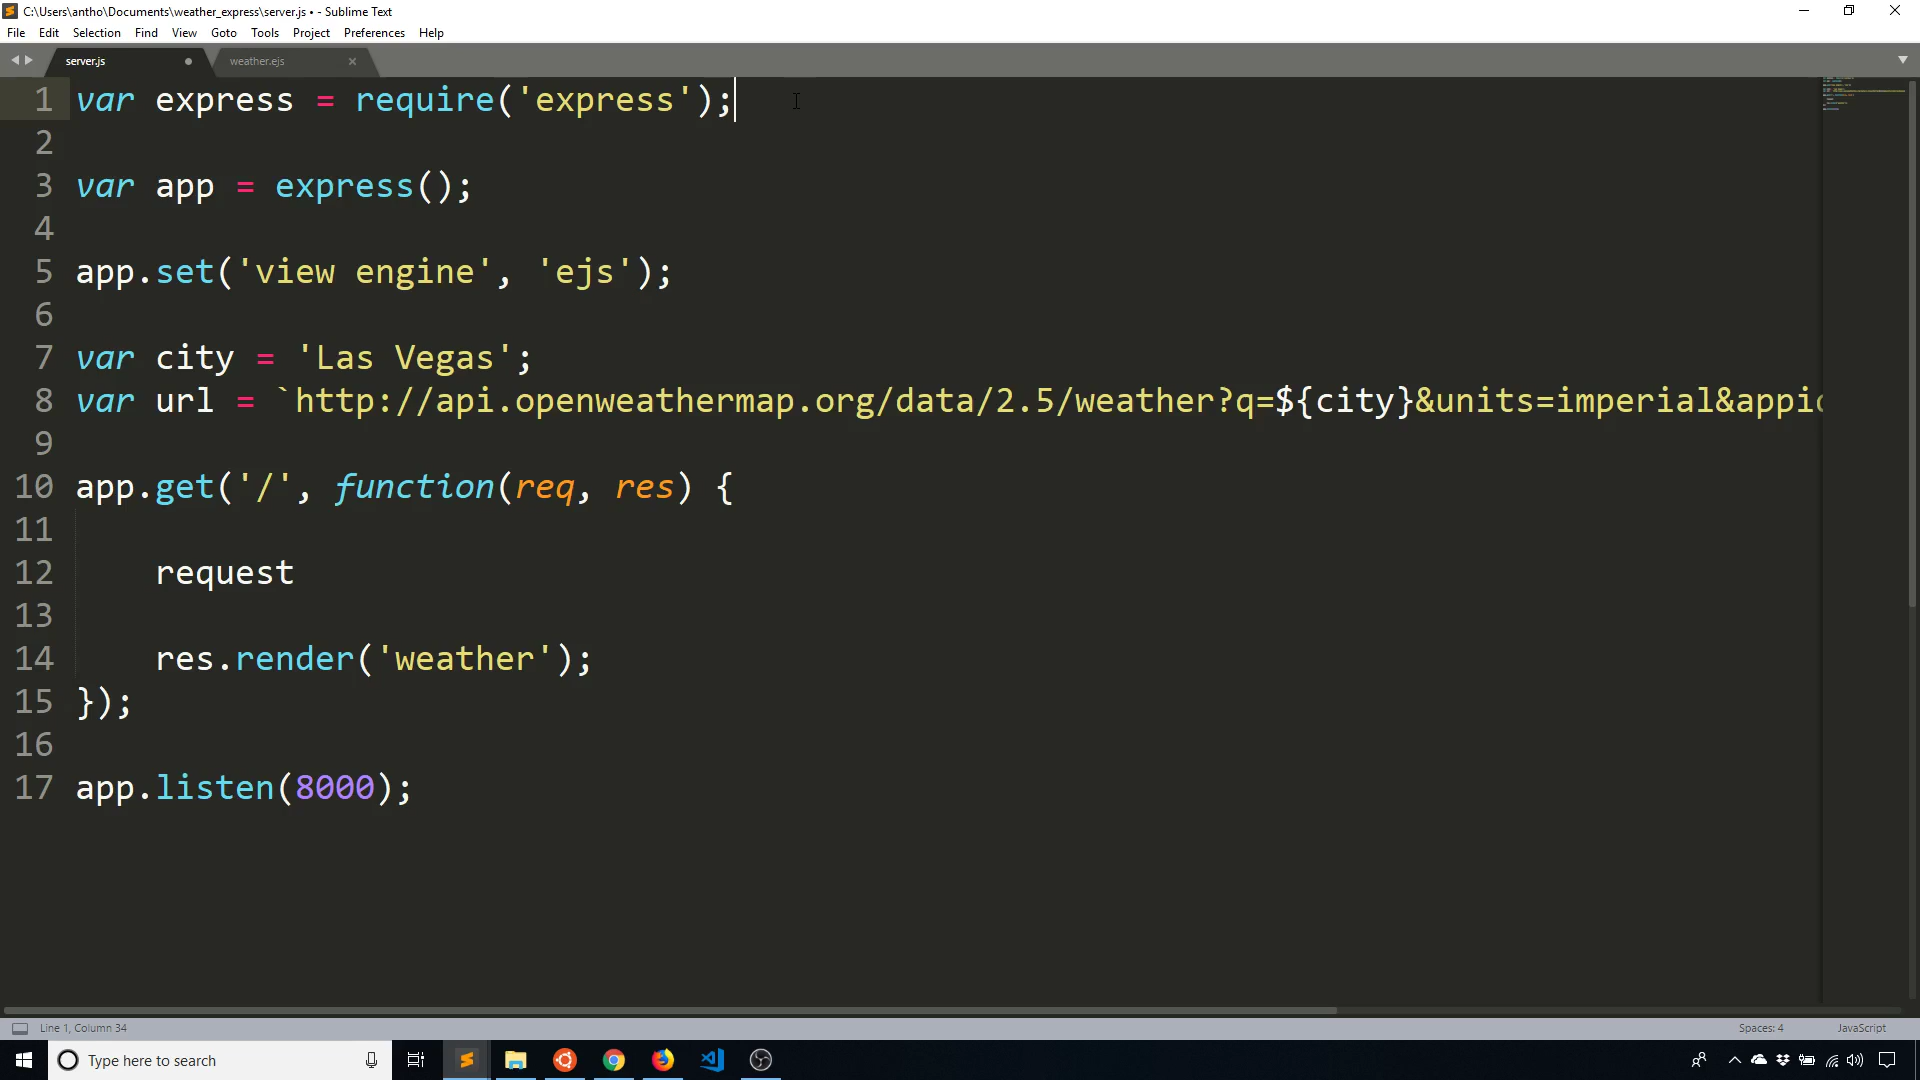 C:\Users\antho\Documents\weather_express\server.js • - Sublime Text
File Edit Selection Find View Goto Tools Project Preferences Help
server.js weather.ejs
1 var express = require('express');
2
3 var app = express();
4
5 app.set('view engine', 'ejs');
6
7 var city = 'Las Vegas';
8 var url = `http://api.openweathermap.org/data/2.5/weather?q=${city}&units=imperial&appi
9
10 app.get('/', function(req, res) {
11
12 request
13
14 res.render('weather');
15 });
16
17 app.listen(8000);
Line 1, Column 34 Spaces: 4 JavaScript
Type here to search